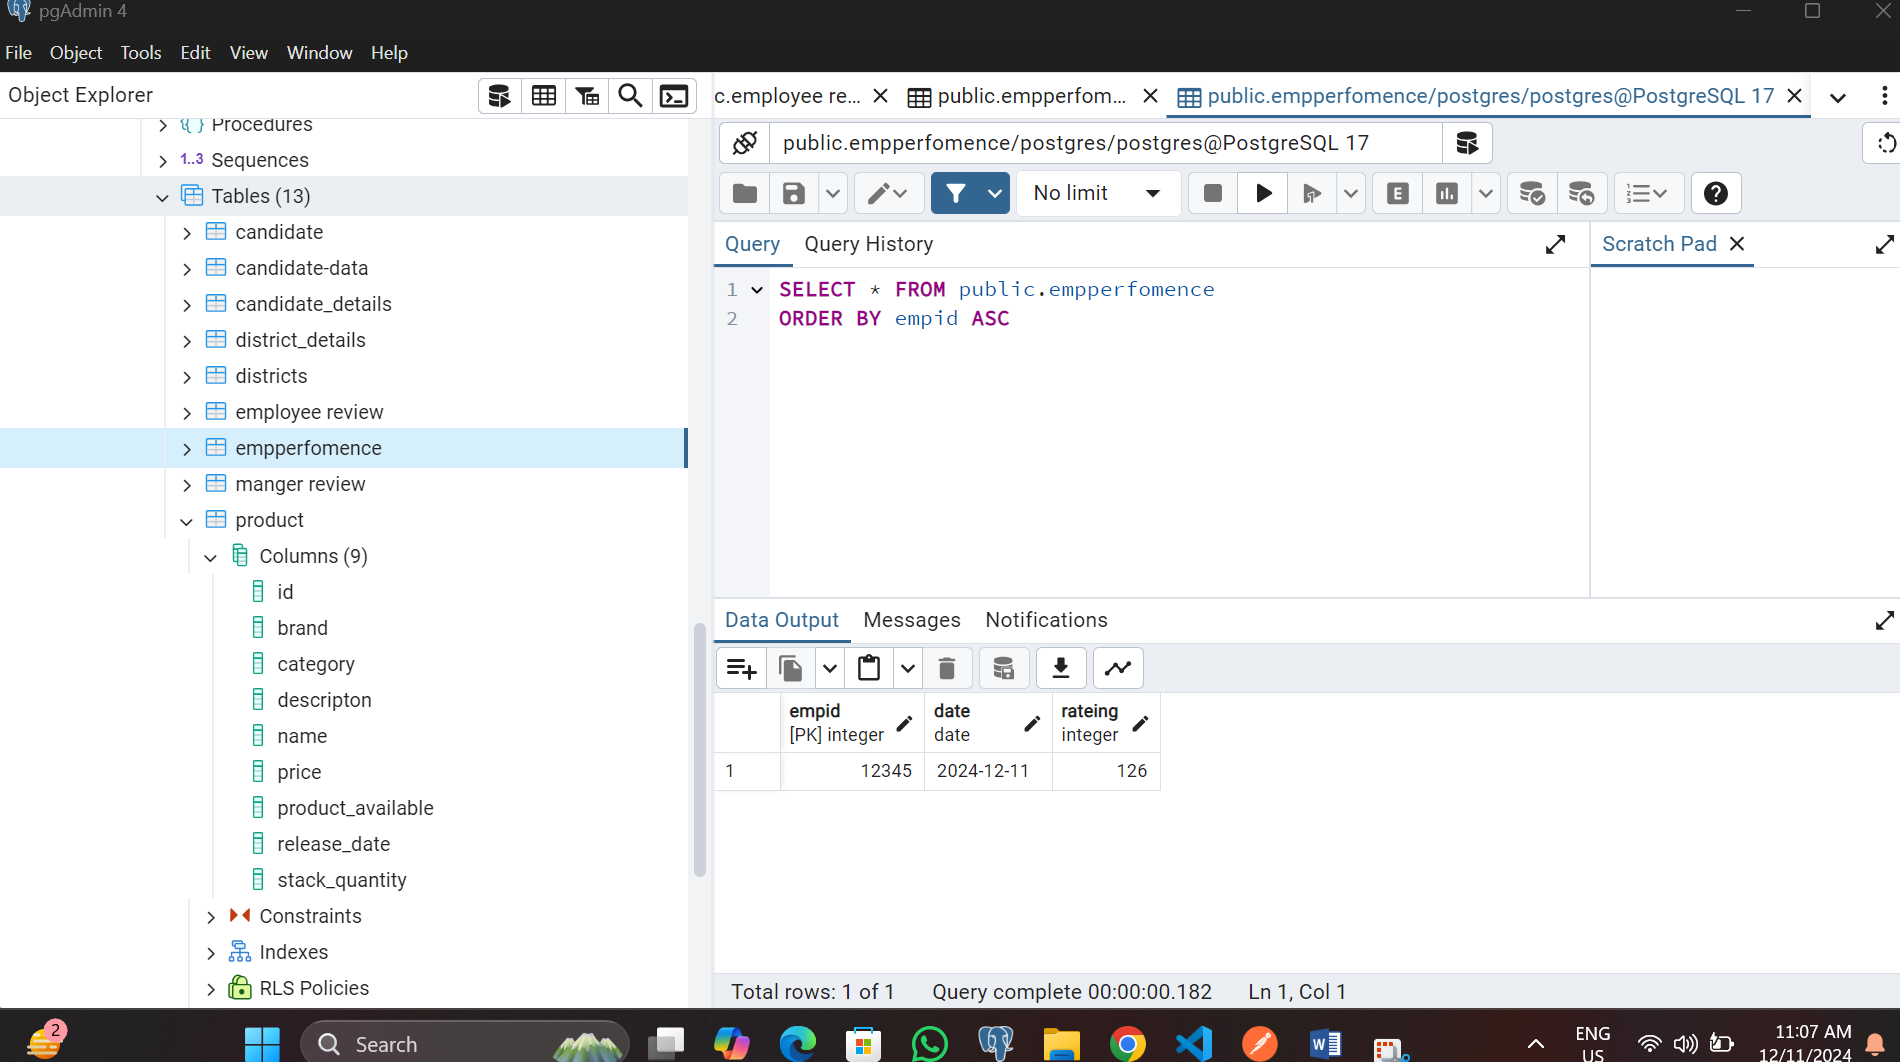 pgAdmin 4
File Object Tools Edit View Window Help
Object Explorer
Procedures
1..3 Sequences
Tables (13)
candidate
candidate-data
candidate_details
district_details
districts
employee review
empperfomence
manger review
product
Columns (9)
id
brand
category
descripton
name
price
product_available
release_date
stack_quantity
Constraints
Indexes
RLS Policies
c.employee re...
public.empperfom...
public.empperfomence/postgres/postgres@PostgreSQL 17
public.empperfomence/postgres/postgres@PostgreSQL 17
No limit
E
Query Query History
Scratch Pad
1 SELECT * FROM public.empperfomence
2 ORDER BY empid ASC
Data Output Messages Notifications
empid date rateing
[PK] integer date integer
1 12345 2024-12-11 126
Total rows: 1 of 1 Query complete 00:00:00.182 Ln 1, Col 1
2
Search
ENG
US
11:07 AM
12/11/2024